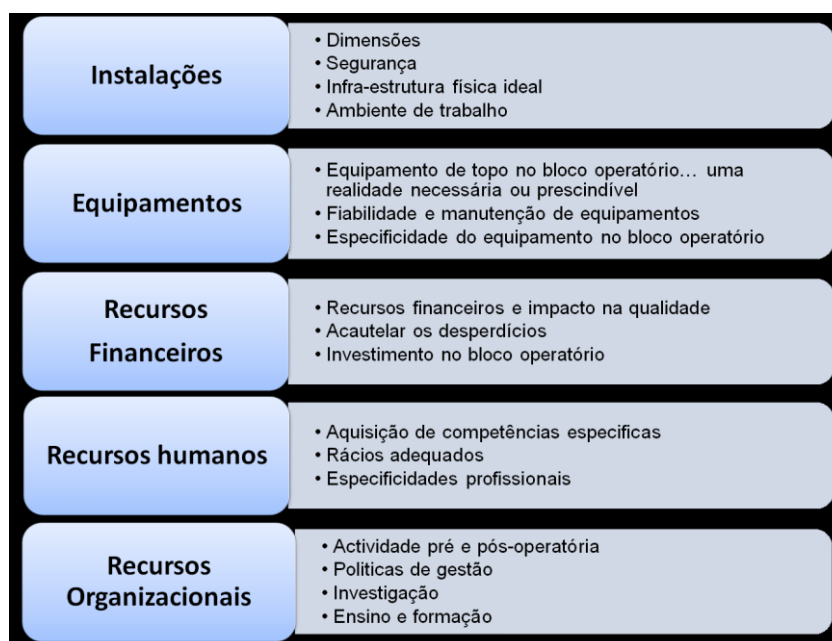 Instalações
• Dimensões
• Segurança
• Infra-estrutura física ideal
• Ambiente de trabalho
Equipamentos
• Equipamento de topo no bloco operatório… uma
realidade necessária ou prescindível
• Fiabilidade e manutenção de equipamentos
• Especificidade do equipamento no bloco operatório
Recursos
Financeiros
• Recursos financeiros e impacto na qualidade
• Acautelar os desperdícios
• Investimento no bloco operatório
Recursos humanos
• Aquisição de competências especificas
• Rácios adequados
• Especificidades profissionais
Recursos
Organizacionais
• Actividade pré e pós-operatória
• Politicas de gestão
• Investigação
• Ensino e formação